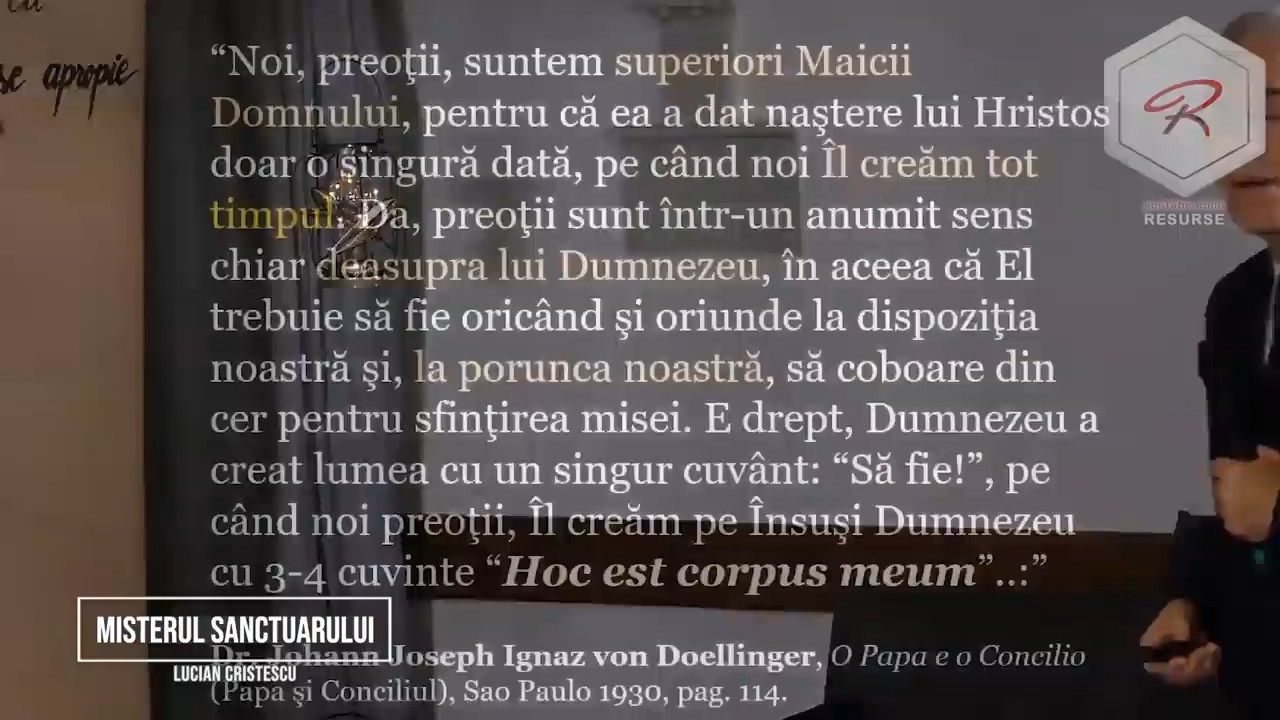 se apropie
“Noi, preoţii, suntem superiori Maicii
Domnului, pentru că ea a dat naştere lui Hristos
doar o singură dată, pe când noi Îl creăm tot
timpul. Da, preoţii sunt într-un anumit sens
chiar deasupra lui Dumnezeu, în aceea că El
trebuie să fie oricând şi oriunde la dispoziţia
noastră şi, la porunca noastră, să coboare din
cer pentru sfinţirea misei. E drept, Dumnezeu a
creat lumea cu un singur cuvânt: “Să fie!”, pe
când noi preoţii, Îl creăm pe Însuşi Dumnezeu
cu 3-4 cuvinte “Hoc est corpus meum”..:”
Dr. Johann Joseph Ignaz von Doellinger, O Papa e o Concilio
(Papa şi Conciliul), Sao Paulo 1930, pag. 114.
MISTERUL SANCTUARULUI
LUCIAN CRISTESCU
R
RESURSE